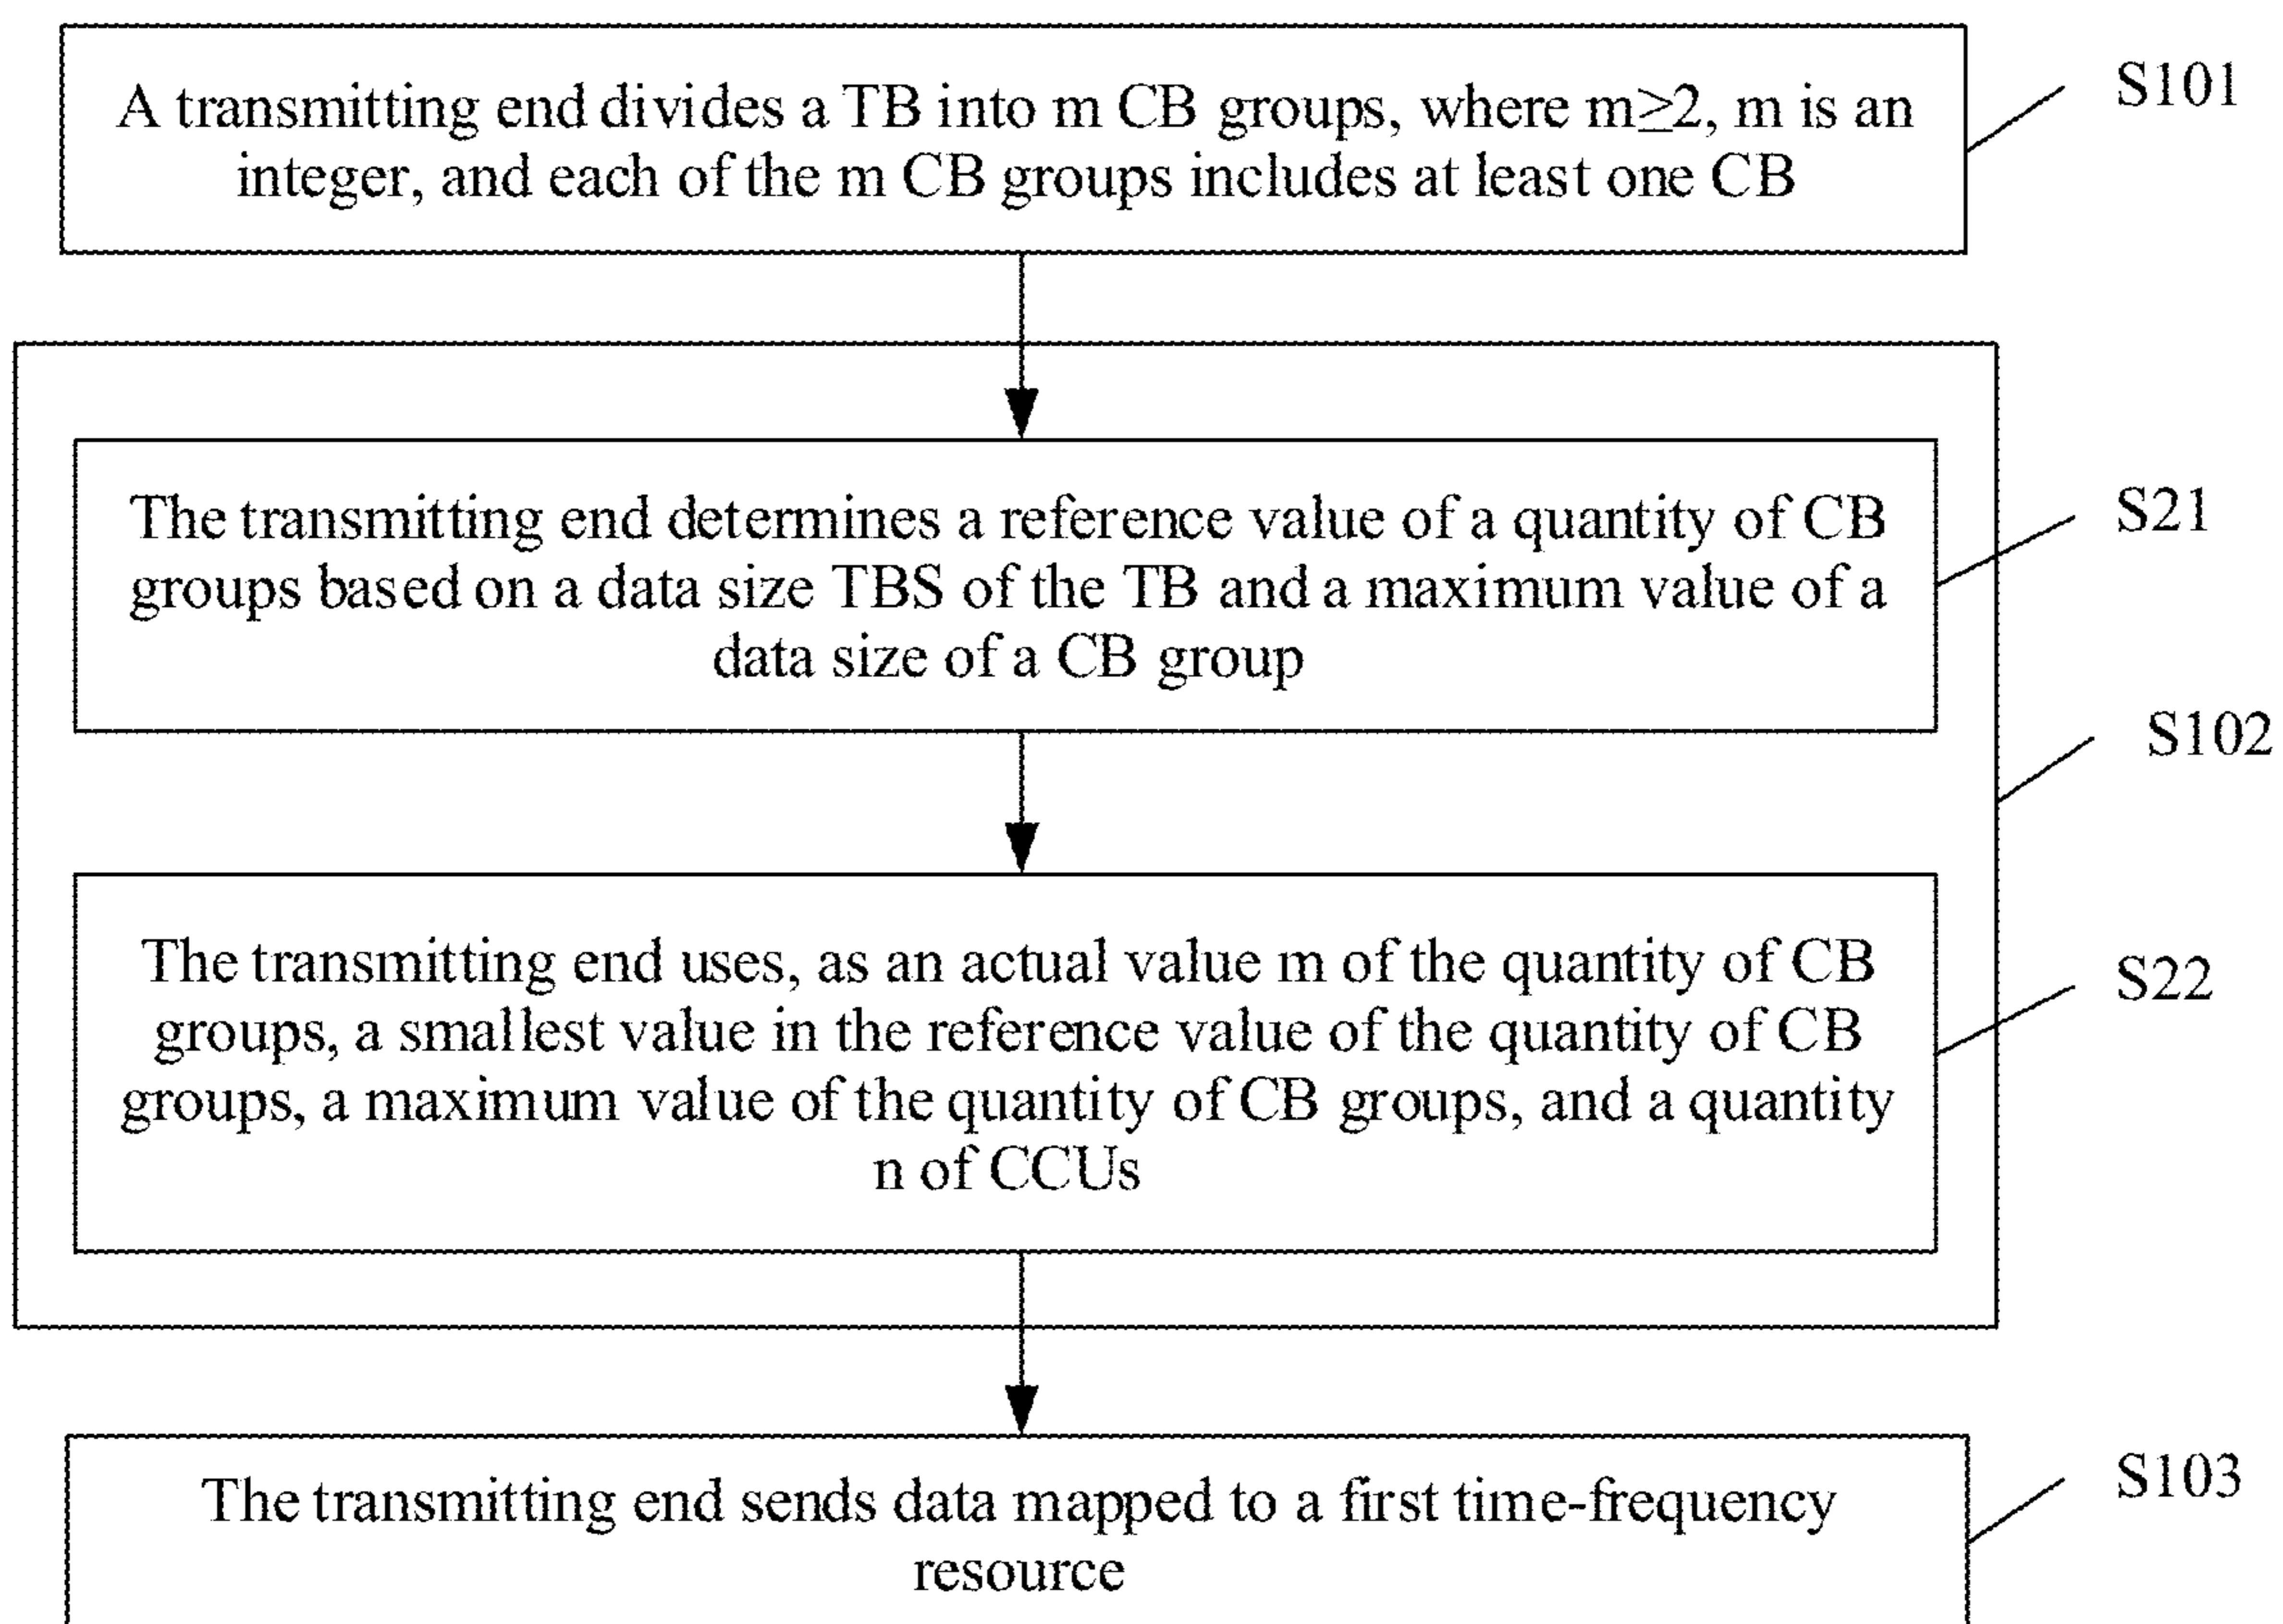 A transmitting end divides a TB into m CB groups, where m≥2, m is an
integer, and each of the m CB groups includes at least one CB
S101
The transmitting end determines a reference value of a quantity of CB
groups based on a data size TBS of the TB and a maximum value of a
data size of a CB group
S21
S102
The transmitting end uses, as an actual value m of the quantity of CB
groups, a smallest value in the reference value of the quantity of CB
groups, a maximum value of the quantity of CB groups, and a quantity
n of CCUs
S22
The transmitting end sends data mapped to a first time-frequency
resource
S103